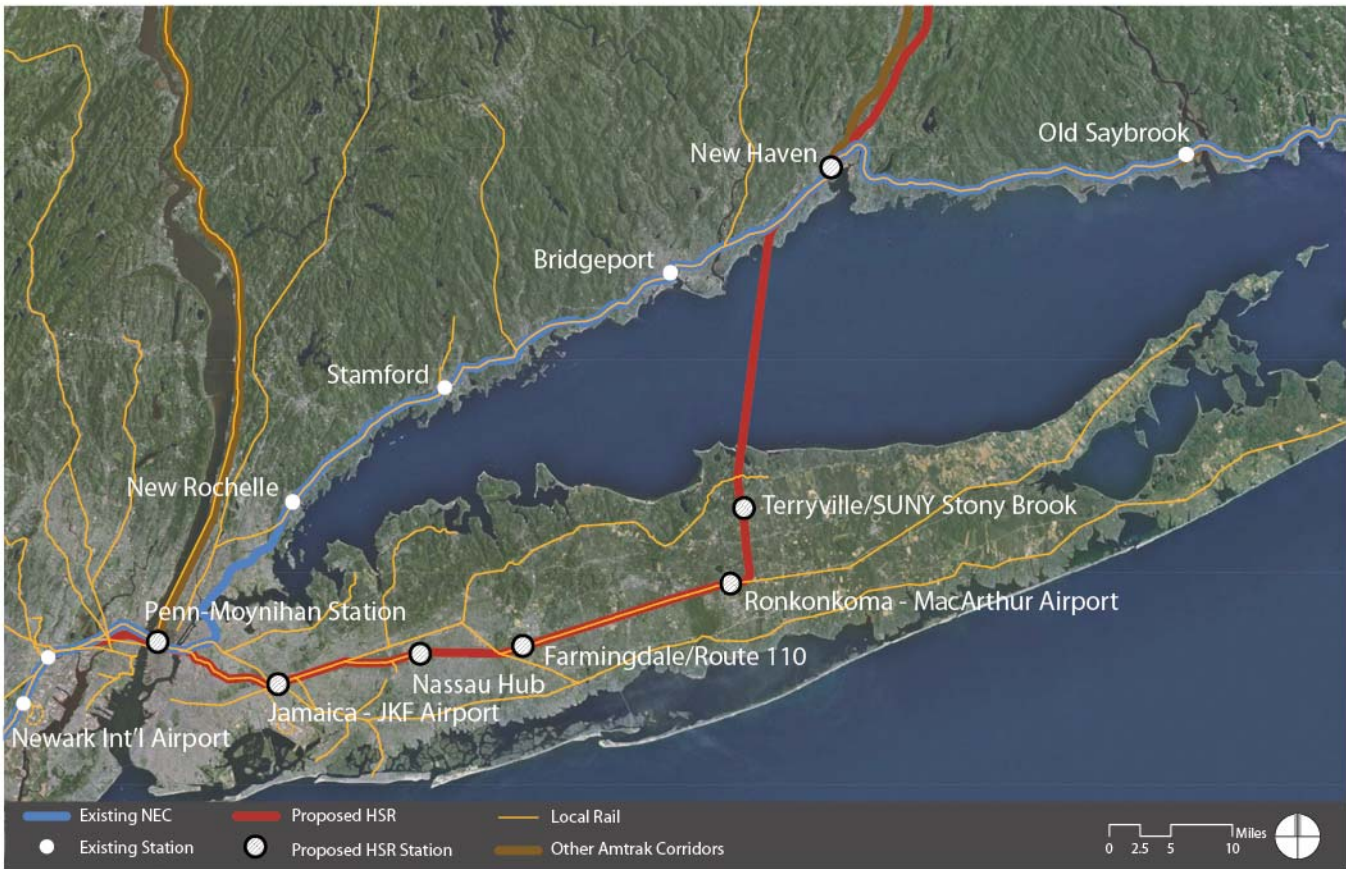 Old Saybrook
New Haven
Bridgeport
Stamford
New Rochelle
Terryville/SUNY Stony Brook
Ronkonkoma - MacArthur Airport
Penn-Moynihan Station
Farmingdale/Route 110
Nassau Hub
Jamaica - JKF Airport
Newark Int'l Airport
Existing NEC
Proposed HSR
Local Rail
Existing Station
Proposed HSR Station
Other Amtrak Corridors
Miles
0 2.5 5 10